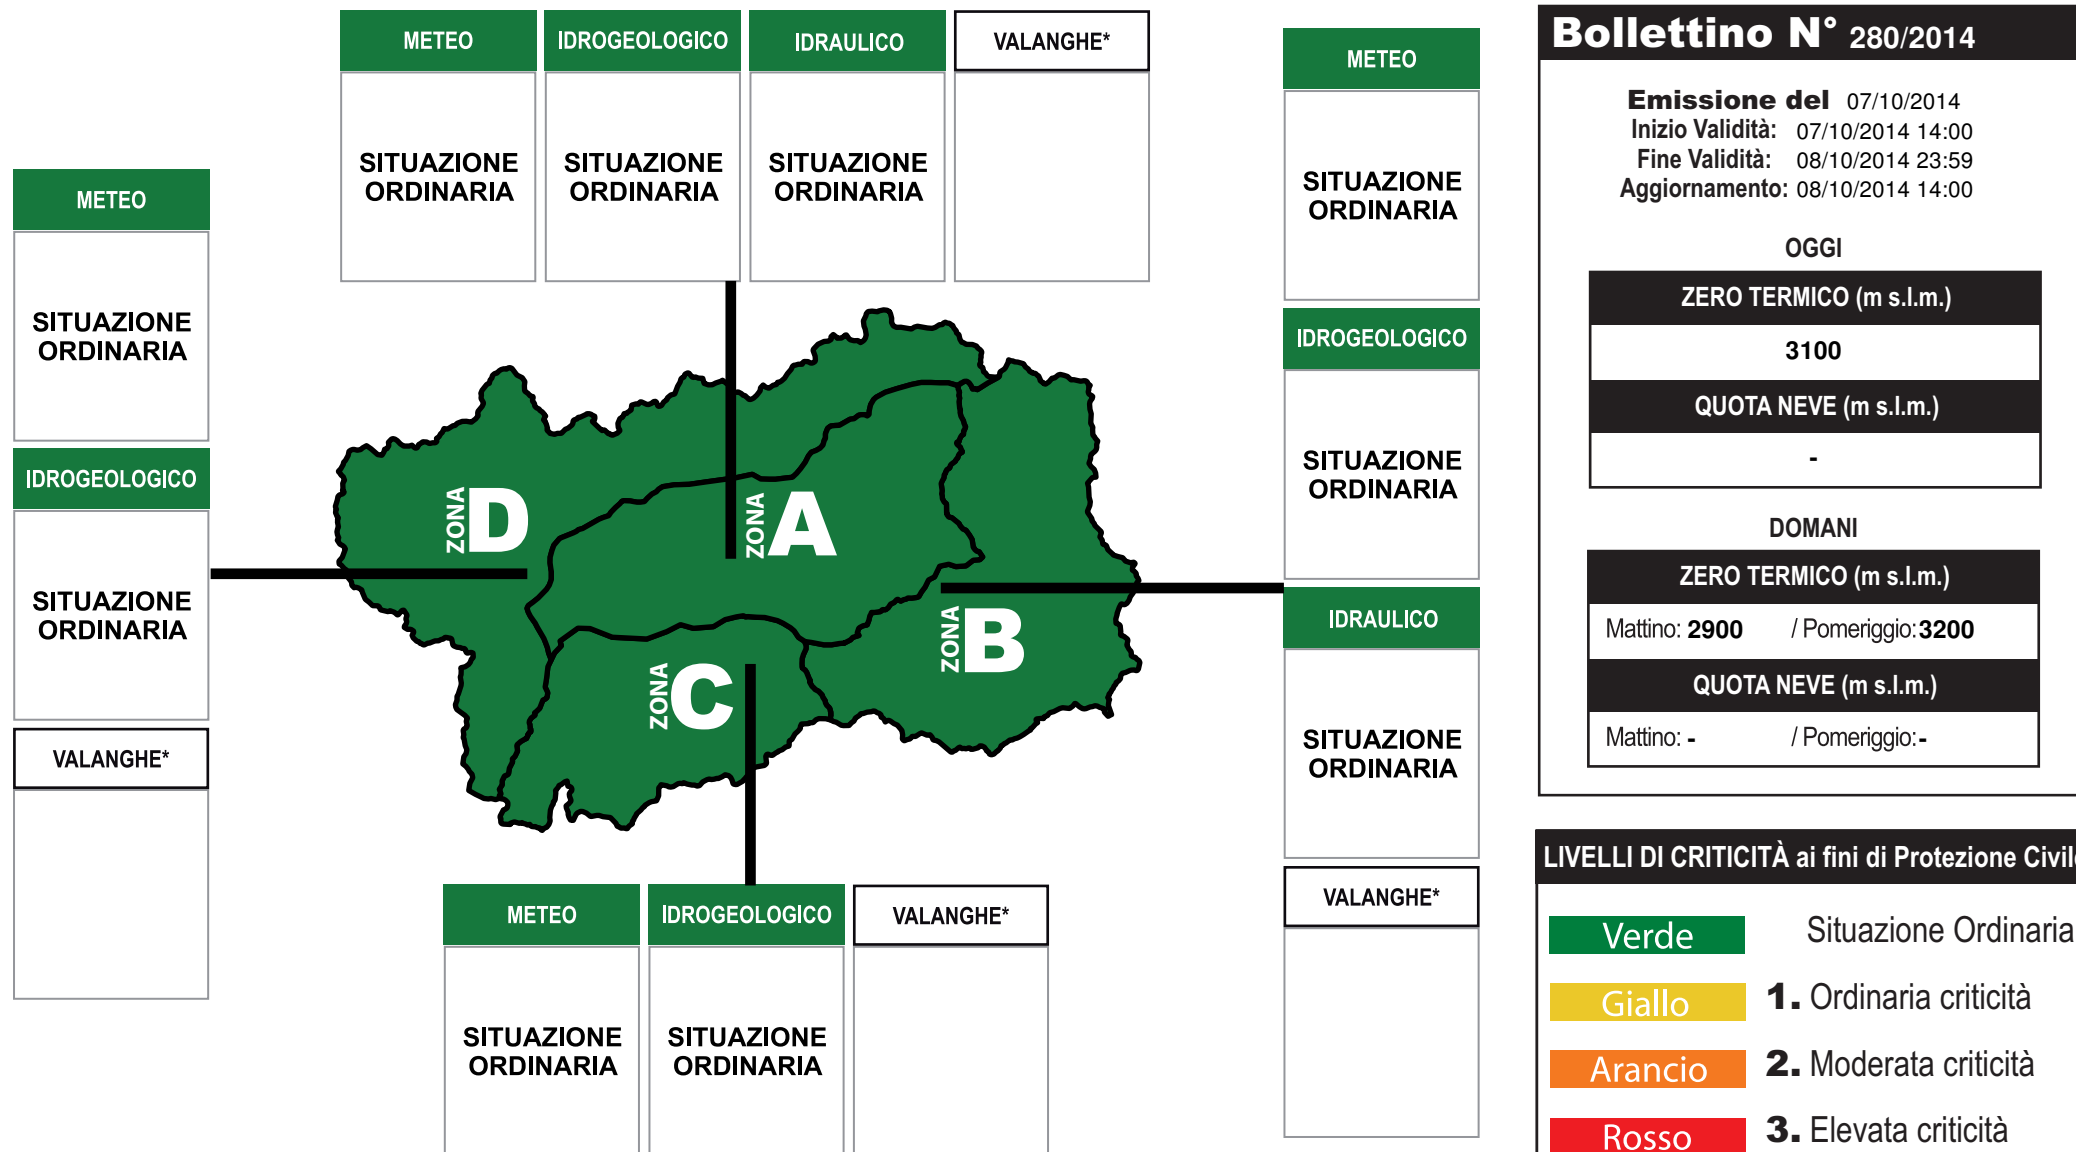 METEO
IDROGEOLOGICO
IDRAULICO
VALANGHE*
SITUAZIONE
ORDINARIA
SITUAZIONE
ORDINARIA
SITUAZIONE
ORDINARIA
METEO
SITUAZIONE
ORDINARIA
IDROGEOLOGICO
SITUAZIONE
ORDINARIA
VALANGHE*
ZONA D
ZONA A
ZONA B
ZONA C
METEO
SITUAZIONE
ORDINARIA
IDROGEOLOGICO
SITUAZIONE
ORDINARIA
IDRAULICO
SITUAZIONE
ORDINARIA
VALANGHE*
METEO
IDROGEOLOGICO
VALANGHE*
SITUAZIONE
ORDINARIA
SITUAZIONE
ORDINARIA
Bollettino N° 280/2014
Emissione del 07/10/2014
Inizio Validità: 07/10/2014 14:00
Fine Validità: 08/10/2014 23:59
Aggiornamento: 08/10/2014 14:00
OGGI
ZERO TERMICO (m s.l.m.)
3100
QUOTA NEVE (m s.l.m.)
-
DOMANI
ZERO TERMICO (m s.l.m.)
Mattino: 2900 / Pomeriggio: 3200
QUOTA NEVE (m s.l.m.)
Mattino: - / Pomeriggio: -
LIVELLI DI CRITICITÀ ai fini di Protezione Civil
Verde Situazione Ordinaria
Giallo 1. Ordinaria criticità
Arancio 2. Moderata criticità
Rosso 3. Elevata criticità